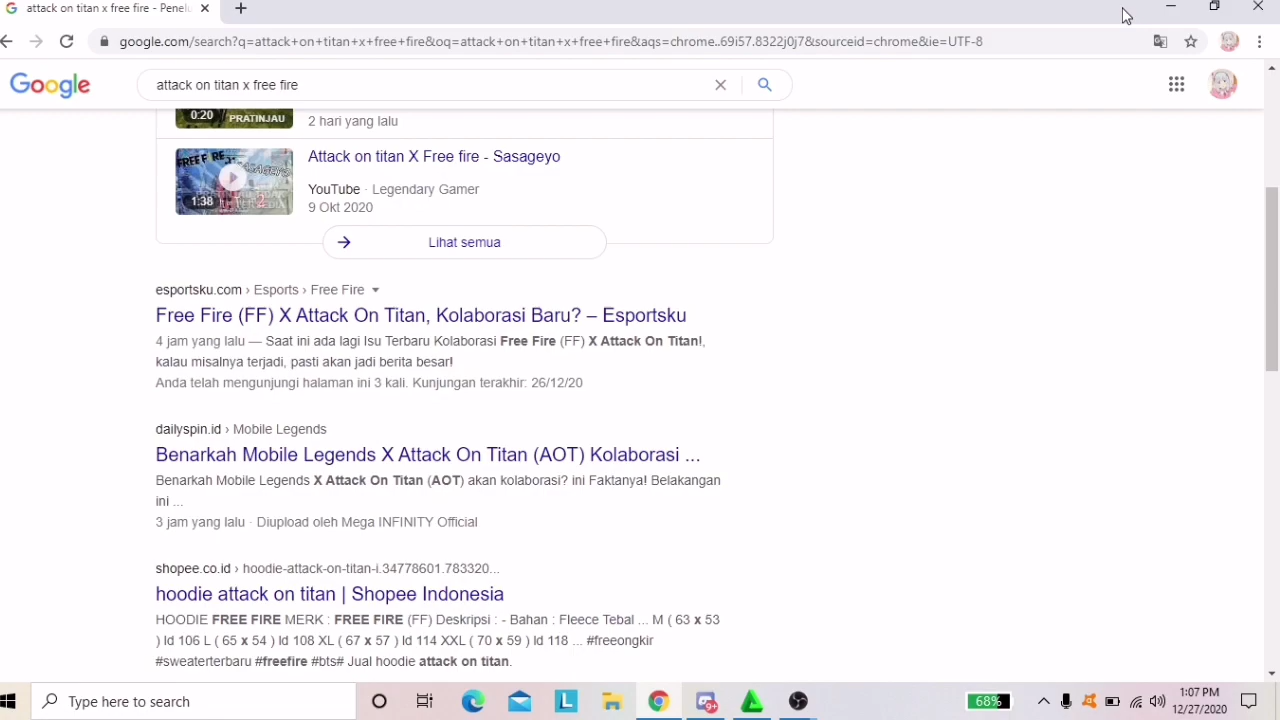 attack on titan x free fire - Penelu
google.com/search?q=attack+on+titan+x+free+fire&oq=attack+on+titan+x+free+fire&aqs=chrome..69i57.8322j0j7&sourceid=chrome&ie=UTF-8
Google
attack on titan x free fire
0:20
PRATINJAU
2 hari yang lalu
Attack on titan X Free fire - Sasageyo
FREE FIRE
SASAGEYO
1:38
YouTube · Legendary Gamer
9 Okt 2020
Lihat semua
esportsku.com › Esports › Free Fire
Free Fire (FF) X Attack On Titan, Kolaborasi Baru? – Esportsku
4 jam yang lalu — Saat ini ada lagi Isu Terbaru Kolaborasi Free Fire (FF) X Attack On Titan!,
kalau misalnya terjadi, pasti akan jadi berita besar!
Anda telah mengunjungi halaman ini 3 kali. Kunjungan terakhir: 26/12/20
dailyspin.id › Mobile Legends
Benarkah Mobile Legends X Attack On Titan (AOT) Kolaborasi ...
Benarkah Mobile Legends X Attack On Titan (AOT) akan kolaborasi? ini Faktanya! Belakangan
ini ...
3 jam yang lalu · Diupload oleh Mega INFINITY Official
shopee.co.id › hoodie-attack-on-titan-i.34778601.783320...
hoodie attack on titan | Shopee Indonesia
HOODIE FREE FIRE MERK : FREE FIRE (FF) Deskripsi : - Bahan : Fleece Tebal ... M ( 63 x 53
) ld 106 L ( 65 x 54 ) ld 108 XL ( 67 x 57 ) ld 114 XXL ( 70 x 59 ) ld 118 ... #freeongkir
#sweaterterbaru #freefire #bts# Jual hoodie attack on titan.
Type here to search
L
9+
68%
1:07 PM
12/27/2020